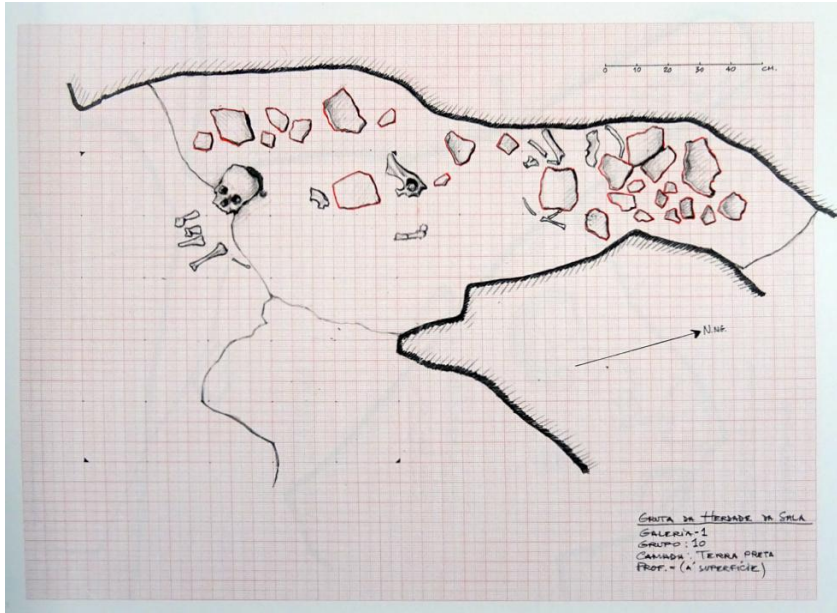 0 10 20 30 40 CM.
N.NG.
GRUTA DA HERDADE DA SALA
GALERIA-1
GRUPO: 10
CAMADA: TERRA PRETA
PROF.- (A' SUPERFÍCIE)